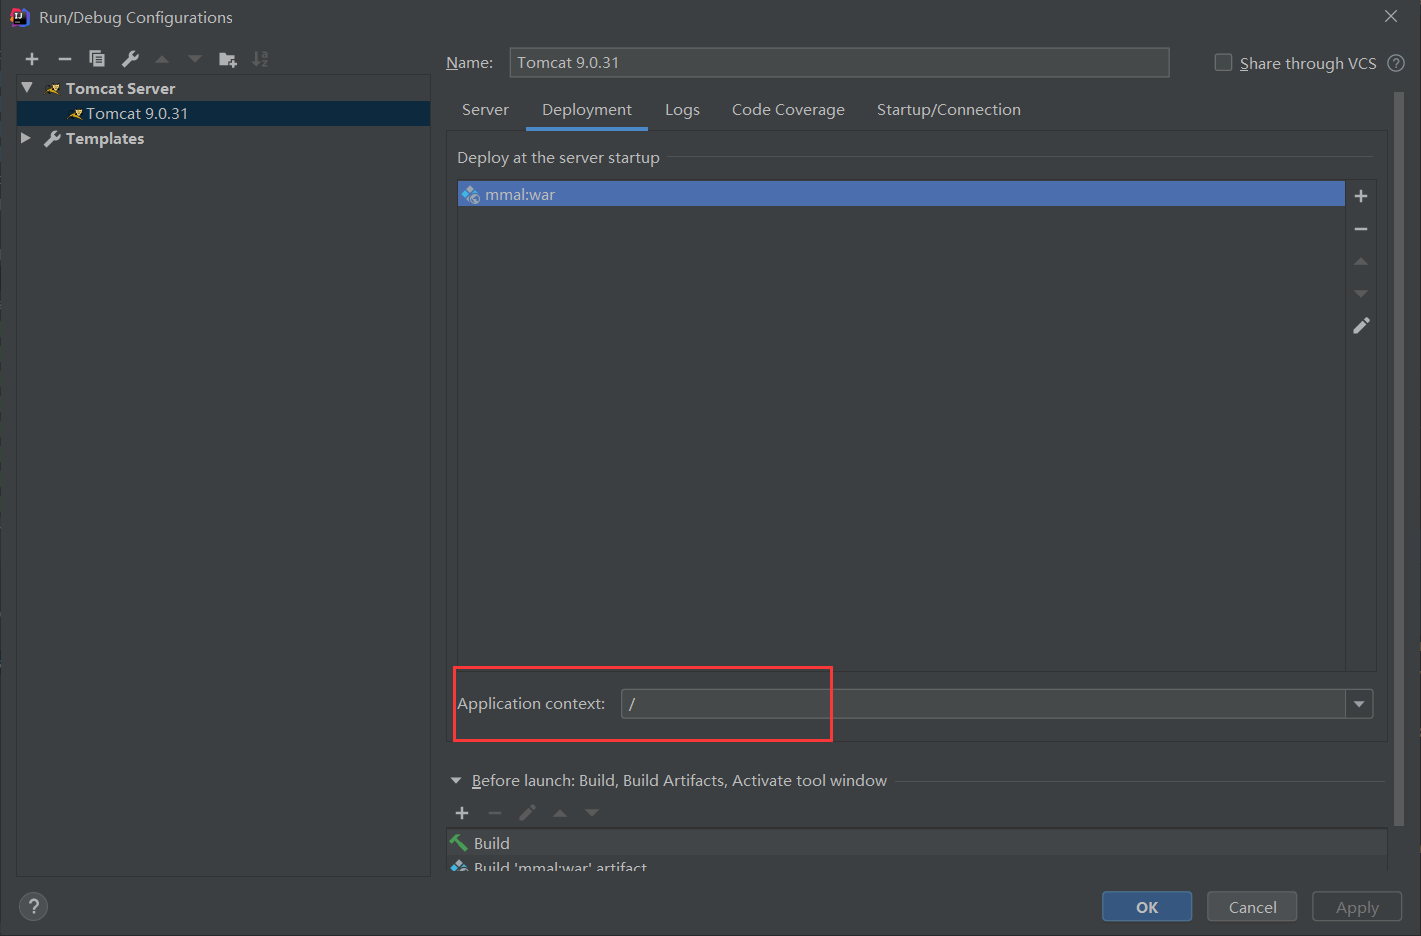 Run/Debug Configurations
Name: Tomcat 9.0.31
Share through VCS ?
Tomcat Server
Tomcat 9.0.31
Templates
Server Deployment Logs Code Coverage Startup/Connection
Deploy at the server startup
mmal:war
Application context: /
Before launch: Build, Build Artifacts, Activate tool window
Build
Build 'mmal:war' artifact
? OK Cancel Apply